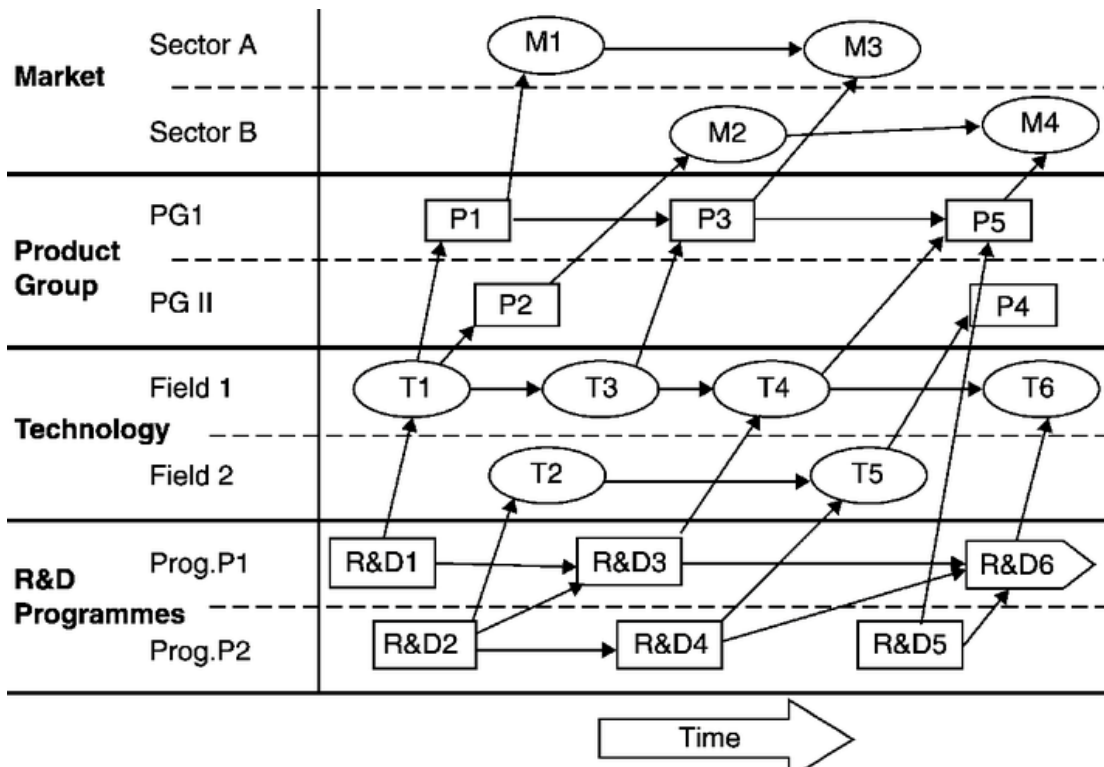 Sector A
M1
M3
Market
Sector B
M2
M4
PG1
P1
P3
P5
Product
Group
PG II
P2
P4
Field 1
T1
T3
T4
T6
Technology
Field 2
T2
T5
Prog.P1
R&D1
R&D3
R&D6
R&D
Programmes
Prog.P2
R&D2
R&D4
R&D5
Time